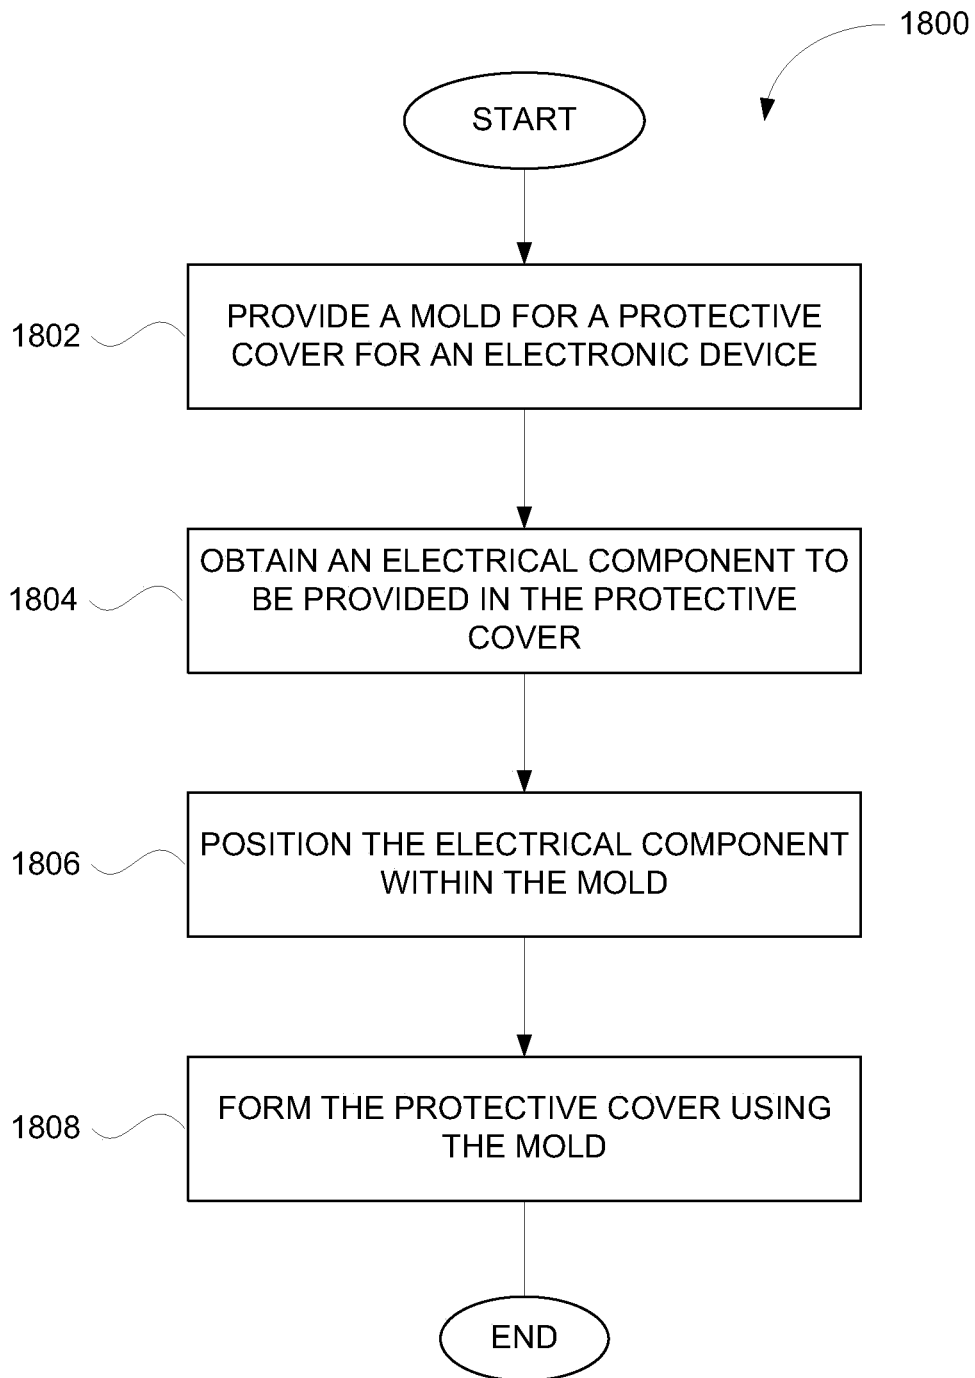 1800
START
1802
PROVIDE A MOLD FOR A PROTECTIVE
COVER FOR AN ELECTRONIC DEVICE
1804
OBTAIN AN ELECTRICAL COMPONENT TO
BE PROVIDED IN THE PROTECTIVE
COVER
1806
POSITION THE ELECTRICAL COMPONENT
WITHIN THE MOLD
1808
FORM THE PROTECTIVE COVER USING
THE MOLD
END